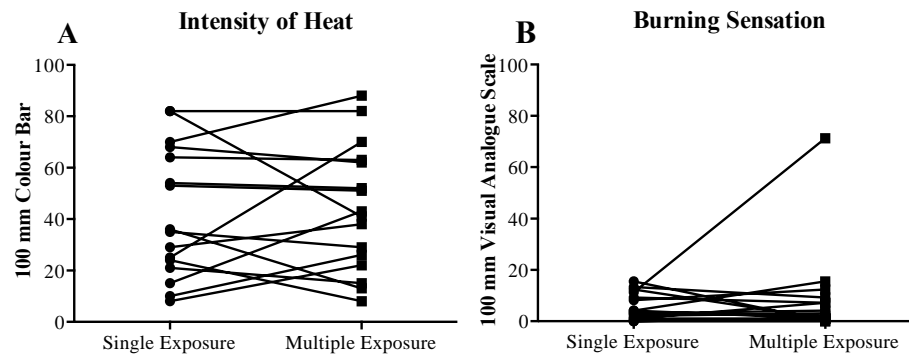 A
Intensity of Heat
100 mm Colour Bar
100
80
60
40
20
0
Single Exposure
Multiple Exposure
B
Burning Sensation
100 mm Visual Analogue Scale
100
80
60
40
20
0
Single Exposure
Multiple Exposure